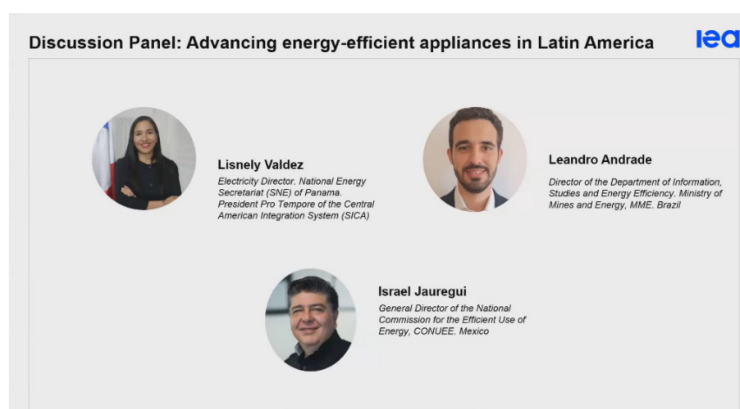 Discussion Panel: Advancing energy-efficient appliances in Latin America
iea
Lisnely Valdez
Electricity Director. National Energy
Secretariat (SNE) of Panama.
President Pro Tempore of the Central
American Integration System (SICA)
Leandro Andrade
Director of the Department of Information,
Studies and Energy Efficiency. Ministry of
Mines and Energy, MME. Brazil
Israel Jauregui
General Director of the National
Commission for the Efficient Use of
Energy, CONUEE. Mexico